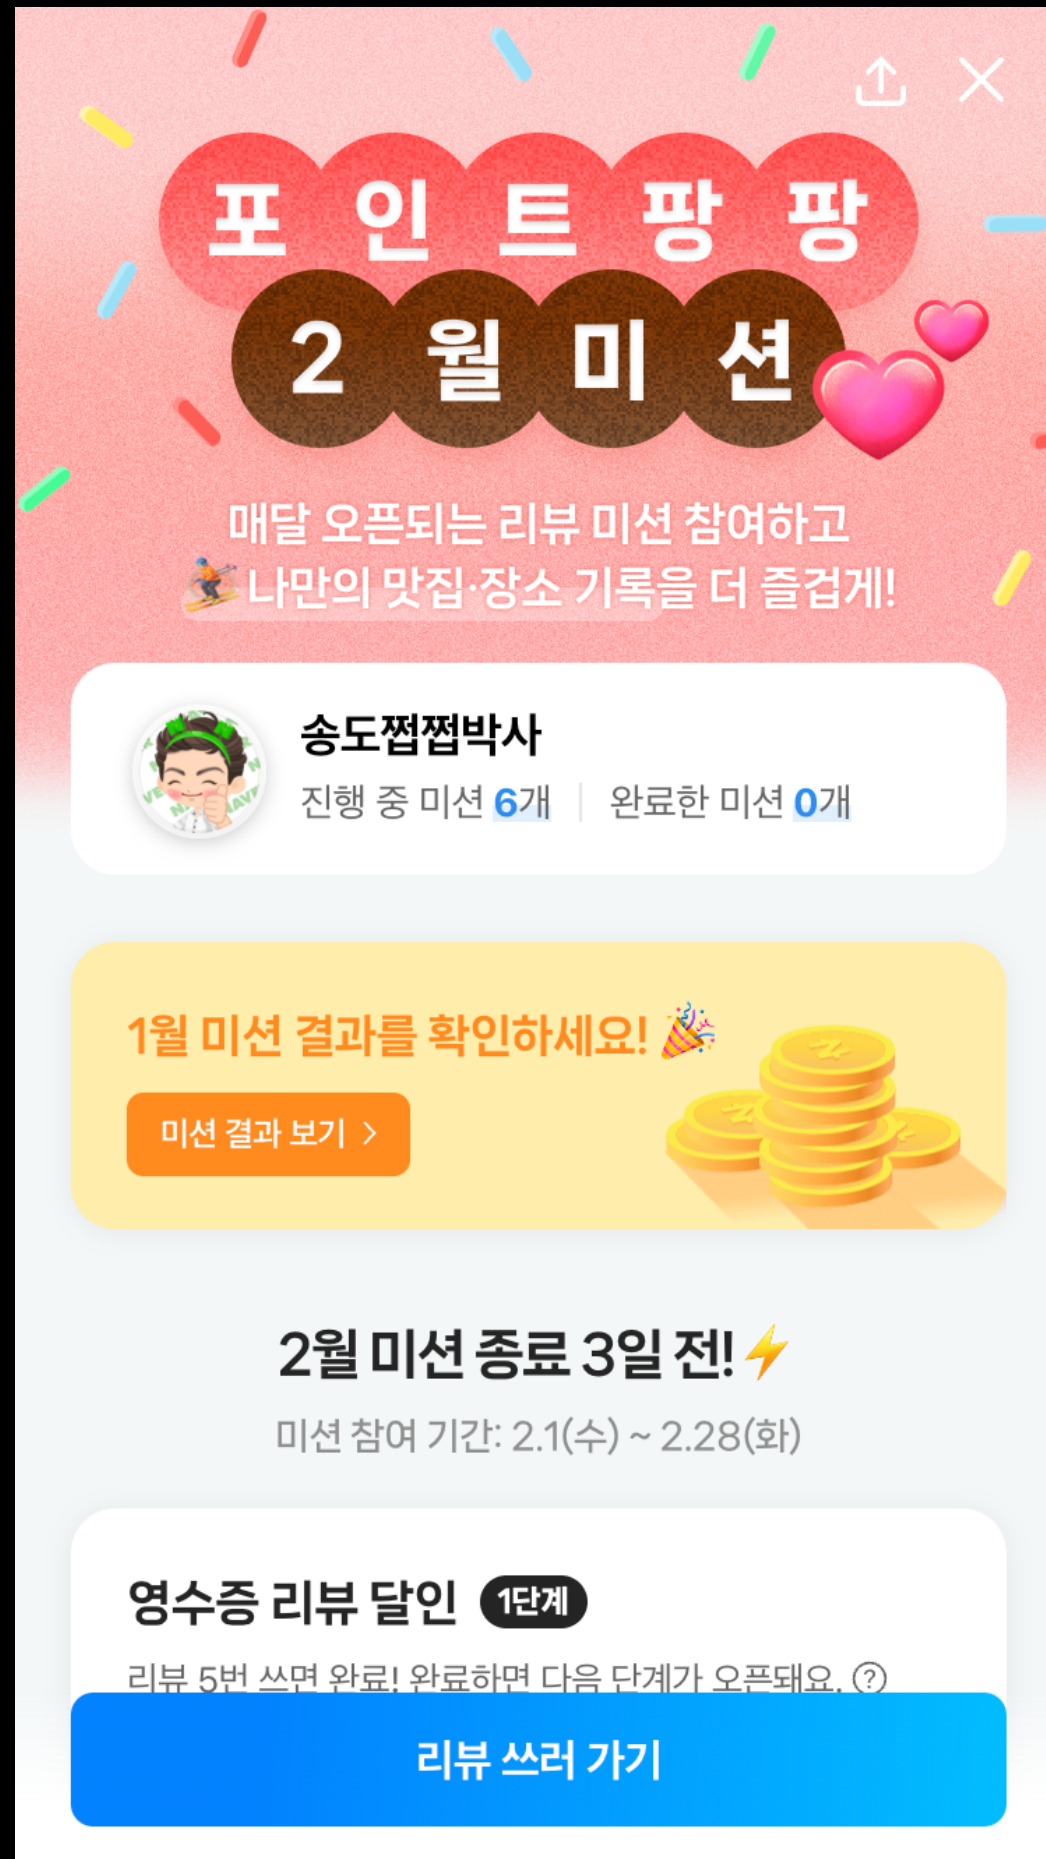 포인트팡팡
2월미션
매달 오픈되는 리뷰 미션 참여하고
나만의 맛집·장소 기록을 더 즐겁게!
송도쩝쩝박사
진행 중 미션 6개 | 완료한 미션 0개
1월 미션 결과를 확인하세요!
미션 결과 보기 >
2월 미션 종료 3일 전!
미션 참여 기간: 2.1(수) ~ 2.28(화)
영수증 리뷰 달인 1단계
리뷰 5번 쓰면 완료! 완료하면 다음 단계가 오픈돼요. ?
리뷰 쓰러 가기